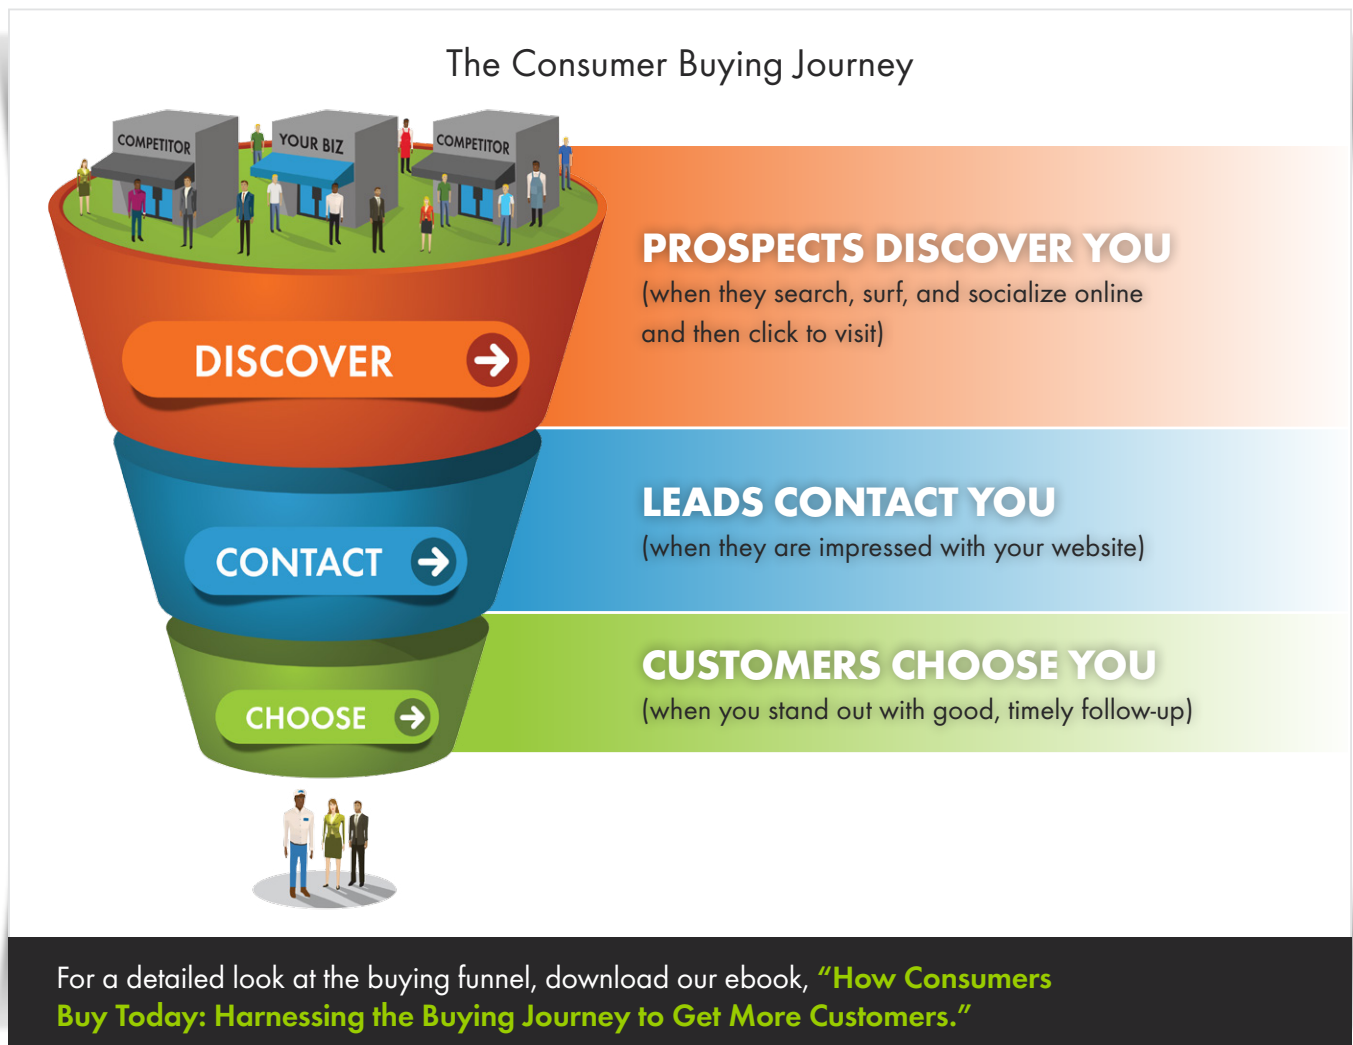 The Consumer Buying Journey
COMPETITOR
YOUR BIZ
COMPETITOR
DISCOVER
PROSPECTS DISCOVER YOU
(when they search, surf, and socialize online
and then click to visit)
CONTACT
LEADS CONTACT YOU
(when they are impressed with your website)
CHOOSE
CUSTOMERS CHOOSE YOU
(when you stand out with good, timely follow-up)
For a detailed look at the buying funnel, download our ebook, “How Consumers
Buy Today: Harnessing the Buying Journey to Get More Customers.”